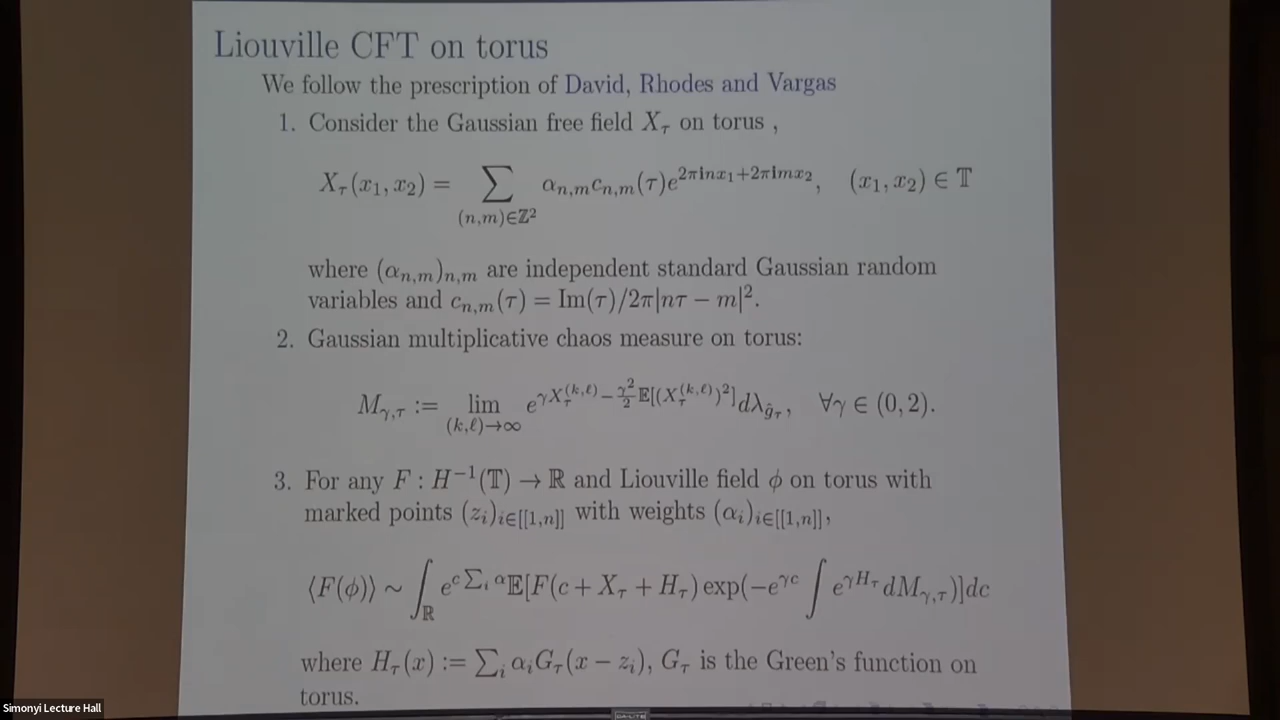 Liouville CFT on torus
We follow the prescription of David, Rhodes and Vargas
1. Consider the Gaussian free field X_τ on torus ,
X_τ(x_1, x_2) = ∑_{(n,m)∈ℤ²} α_{n,m}c_{n,m}(τ)e^{2πinx_1+2πimx_2}, (x_1, x_2) ∈ 𝕋
where (α_{n,m})_{n,m} are independent standard Gaussian random
variables and c_{n,m}(τ) = Im(τ)/2π|nτ − m|².
2. Gaussian multiplicative chaos measure on torus:
M_{γ,τ} := lim_{(k,ℓ)→∞} e^{γX_τ^{(k,ℓ)} − \frac{γ²}{2}𝔼[(X_τ^{(k,ℓ)})²]}dλ_{ĝ_τ}, ∀γ ∈ (0, 2).
3. For any F : H^{−1}(𝕋) → ℝ and Liouville field ϕ on torus with
marked points (z_i)_{i∈[[1,n]]} with weights (α_i)_{i∈[[1,n]]},
⟨F(ϕ)⟩ ∼ ∫_ℝ e^{c∑_i α}𝔼[F(c + X_τ + H_τ) exp(−e^{γc} ∫ e^{γH_τ}dM_{γ,τ})]dc
where H_τ(x) := ∑_i α_iG_τ(x − z_i), G_τ is the Green's function on
torus.
Simonyi Lecture Hall